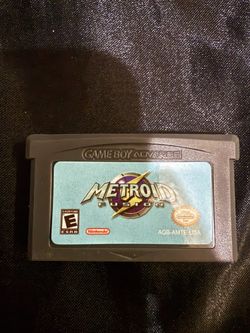 GAME BOY ADVANCE
METROID
FUSION
E
Nintendo
AGB-AMTE-USA